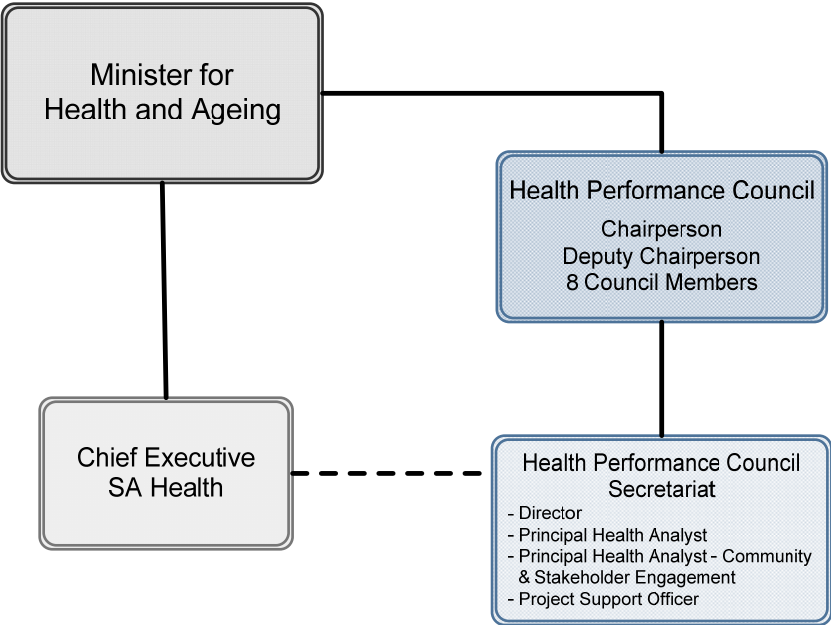 Minister for
Health and Ageing
Health Performance Council
Chairperson
Deputy Chairperson
8 Council Members
Chief Executive
SA Health
Health Performance Council
Secretariat
- Director
- Principal Health Analyst
- Principal Health Analyst - Community
& Stakeholder Engagement
- Project Support Officer